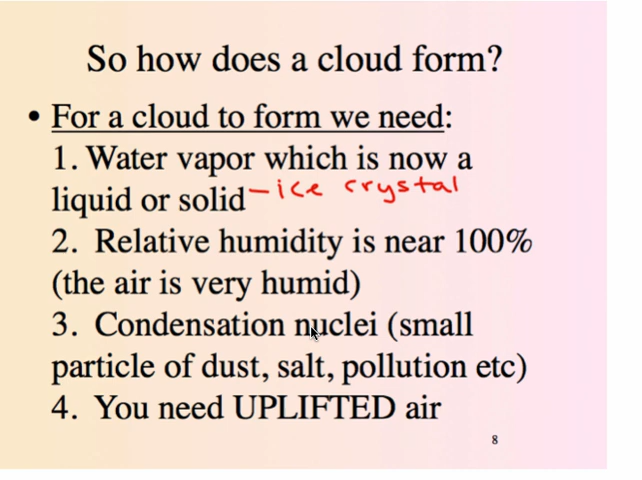 So how does a cloud form?
• For a cloud to form we need:
1. Water vapor which is now a
liquid or solid – ice crystal
2. Relative humidity is near 100%
(the air is very humid)
3. Condensation nuclei (small
particle of dust, salt, pollution etc)
4. You need UPLIFTED air
8